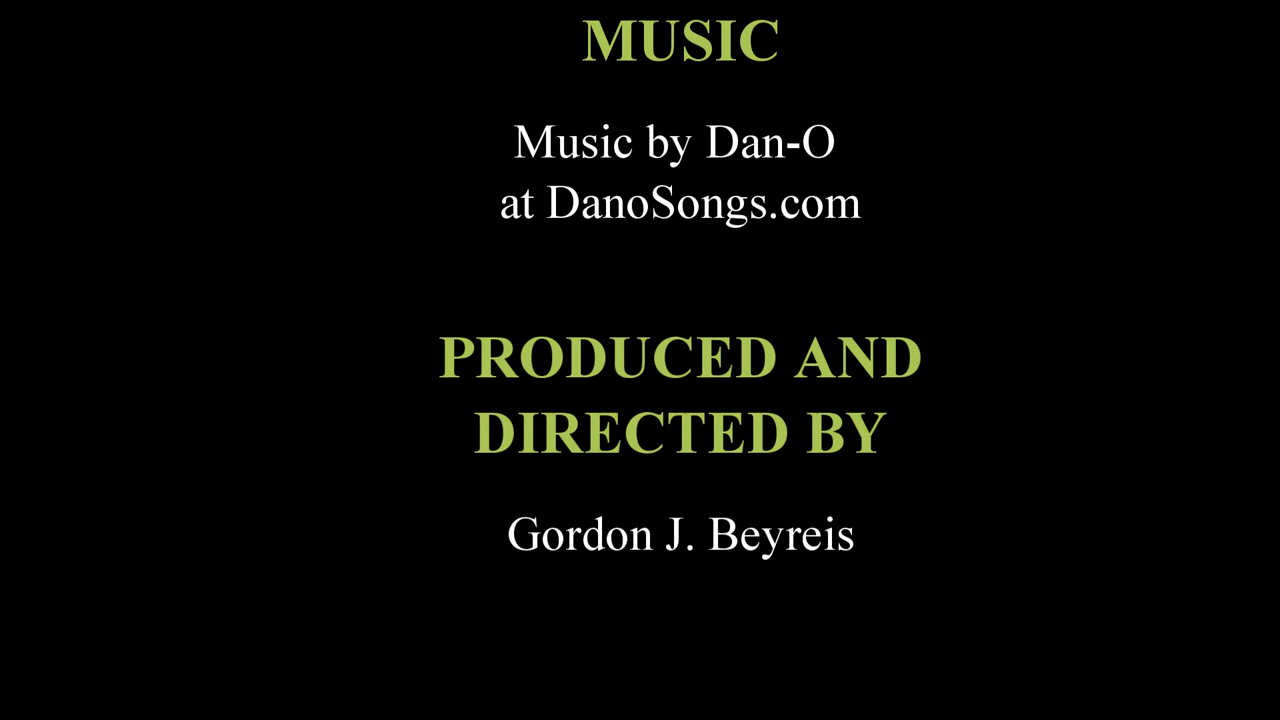 MUSIC
Music by Dan-O
at DanoSongs.com
PRODUCED AND
DIRECTED BY
Gordon J. Beyreis